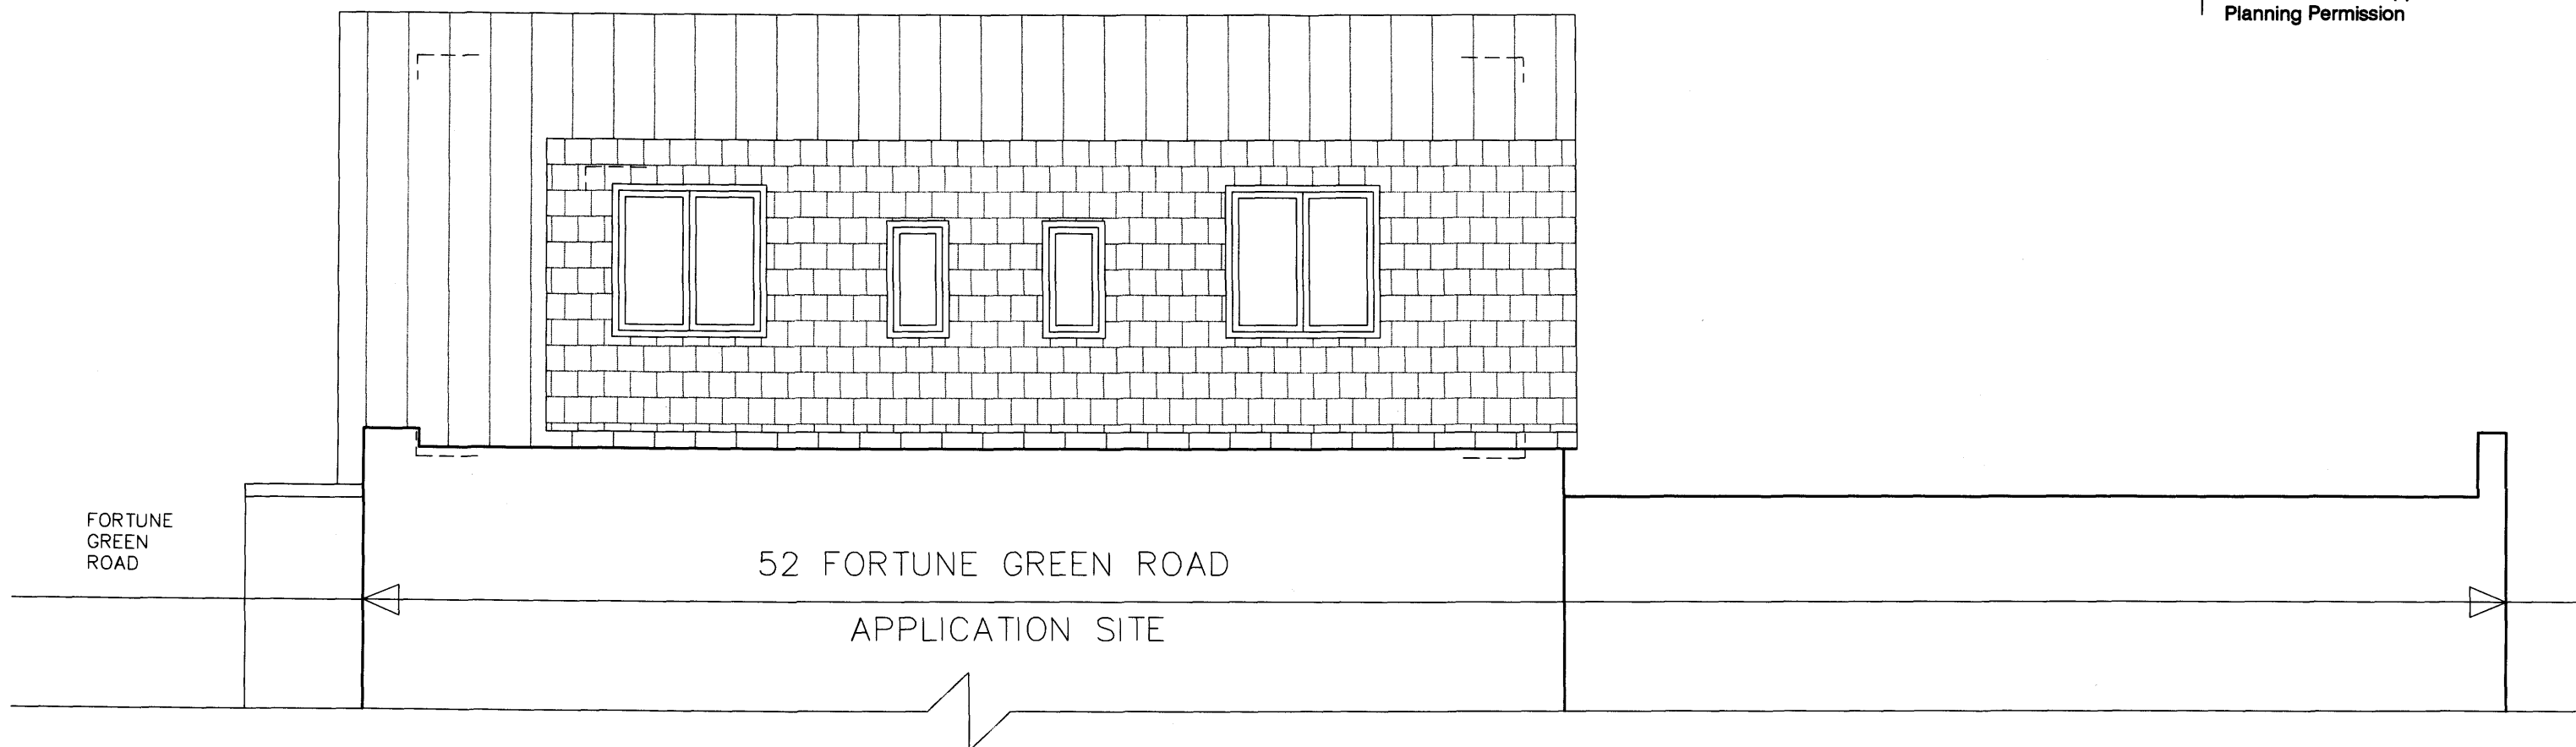 Planning Permission
FORTUNE
GREEN
ROAD
52 FORTUNE GREEN ROAD
APPLICATION SITE